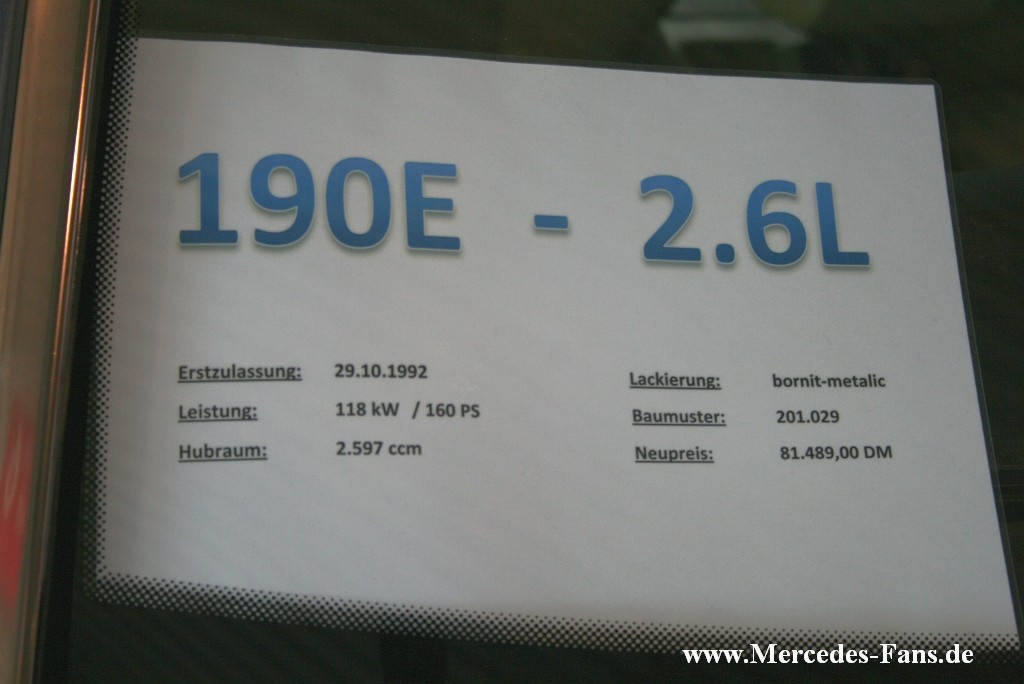 190E - 2.6L
Erstzulassung: 29.10.1992
Leistung: 118 kW / 160 PS
Hubraum: 2.597 ccm
Lackierung: bornit-metalic
Baumuster: 201.029
Neupreis: 81.489,00 DM
www.Mercedes-Fans.de